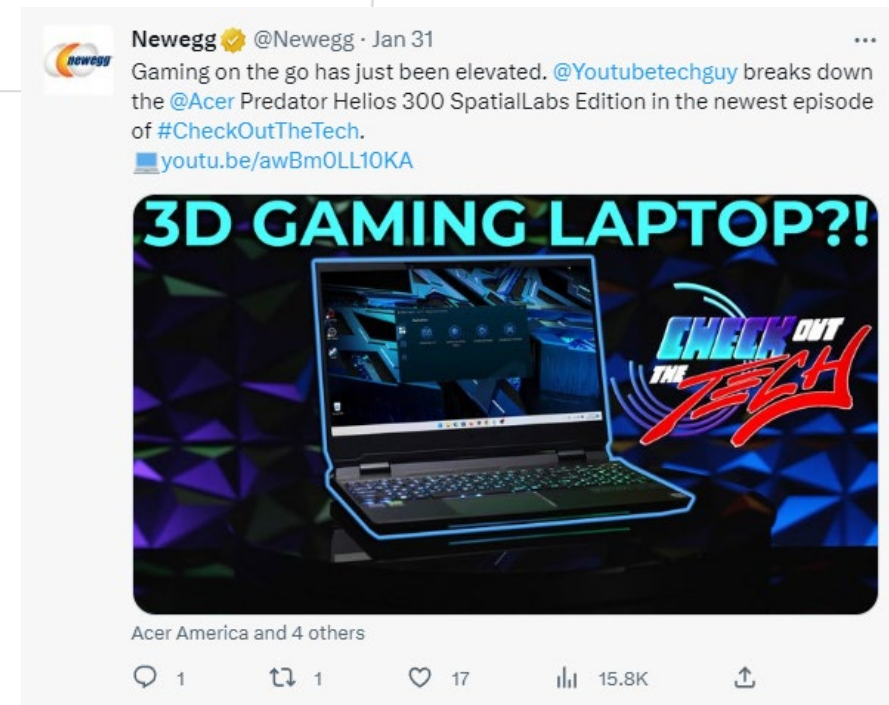 Newegg @Newegg · Jan 31
newegg
Gaming on the go has just been elevated. @Youtubetechguy breaks down
the @Acer Predator Helios 300 SpatialLabs Edition in the newest episode
of #CheckOutTheTech.
💻youtu.be/awBm0LL10KA
3D GAMING LAPTOP?!
CHECK OUT
THE TECH
Acer America and 4 others
1 1 17 15.8K